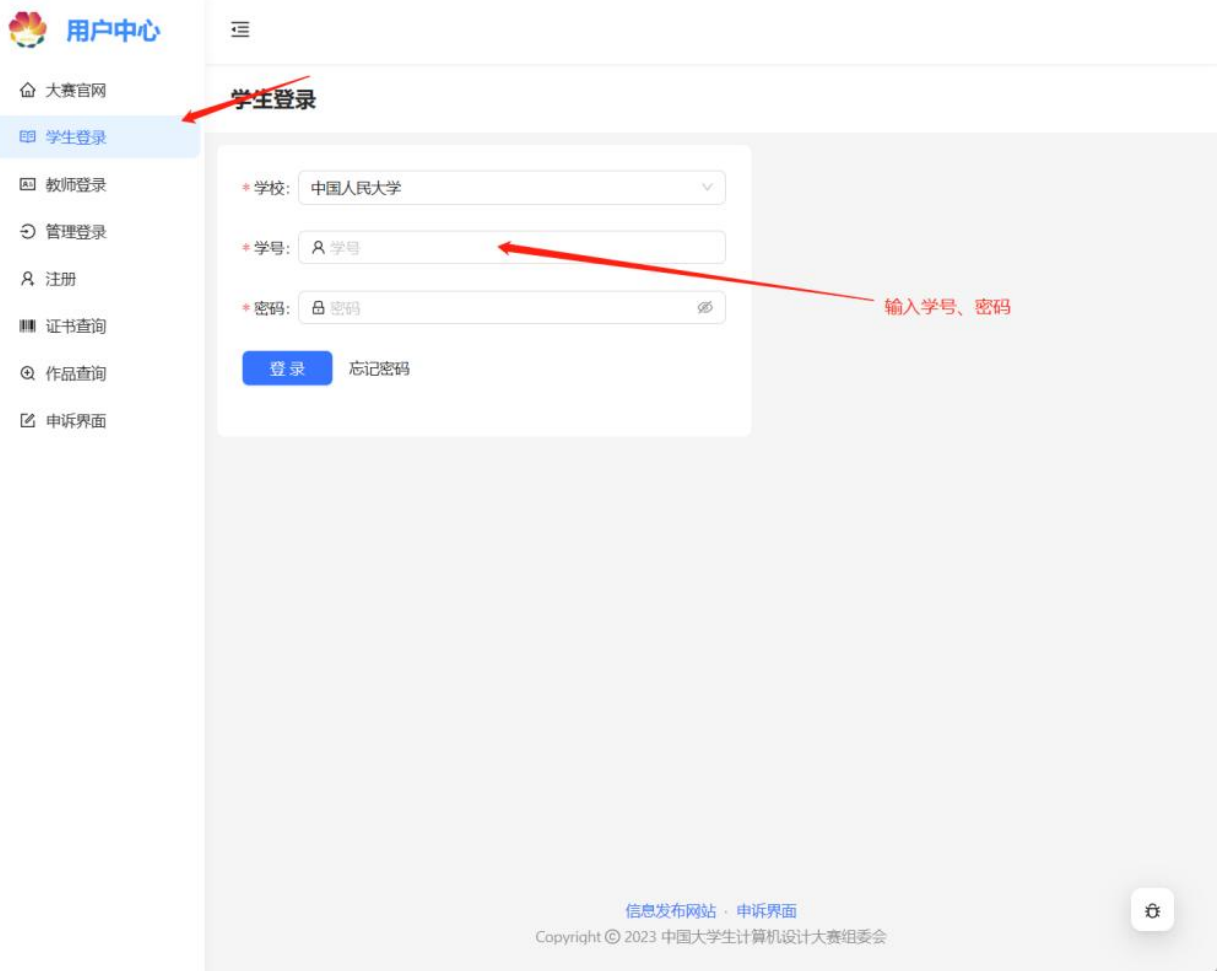 用户中心
大赛官网
学生登录
教师登录
管理登录
注册
证书查询
作品查询
申诉界面
学生登录
* 学校: 中国人民大学
* 学号: 学号
* 密码: 密码
输入学号、密码
登 录 忘记密码
信息发布网站 · 申诉界面
Copyright © 2023 中国大学生计算机设计大赛组委会